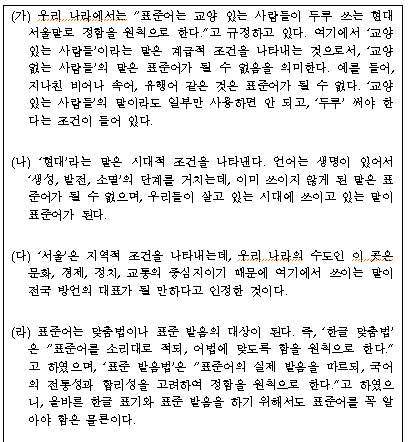 (가) 우리 나라에서는 "표준어는 교양 있는 사람들이 두루 쓰는 현대
서울말로 정함을 원칙으로 한다."고 규정하고 있다. 여기에서 '교양
있는 사람들'이라는 말은 계급적 조건을 나타내는 것으로서, '교양
없는 사람들'의 말은 표준어가 될 수 없음을 의미한다. 예를 들어,
지나친 비어나 속어, 유행어 같은 것은 표준어가 될 수 없다. '교양
있는 사람들'의 말이라도 일부만 사용하면 안 되고, '두루' 써야 한
다는 조건이 들어 있다.
(나) '현대'라는 말은 시대적 조건을 나타낸다. 언어는 생명이 있어서
'생성, 발전, 소멸'의 단계를 거치는데, 이미 쓰이지 않게 된 말은 표
준어가 될 수 없으며, 우리들이 살고 있는 시대에 쓰이고 있는 말이
표준어가 된다.
(다) '서울'은 지역적 조건을 나타내는데, 우리 나라의 수도인 이 곳은
문화, 경제, 정치, 교통의 중심지이기 때문에 여기에서 쓰이는 말이
전국 방언의 대표가 될 만하다고 인정한 것이다.
(라) 표준어는 맞춤법이나 표준 발음의 대상이 된다. 즉, '한글 맞춤법'
은 "표준어를 소리대로 적되, 어법에 맞도록 함을 원칙으로 한다."
고 하였으며, '표준 발음법'은 "표준어의 실제 발음을 따르되, 국어
의 전통성과 합리성을 고려하여 정함을 원칙으로 한다."고 하였으
니, 올바른 한글 표기와 표준 발음을 하기 위해서도 표준어를 꼭 알
아야 함은 물론이다.